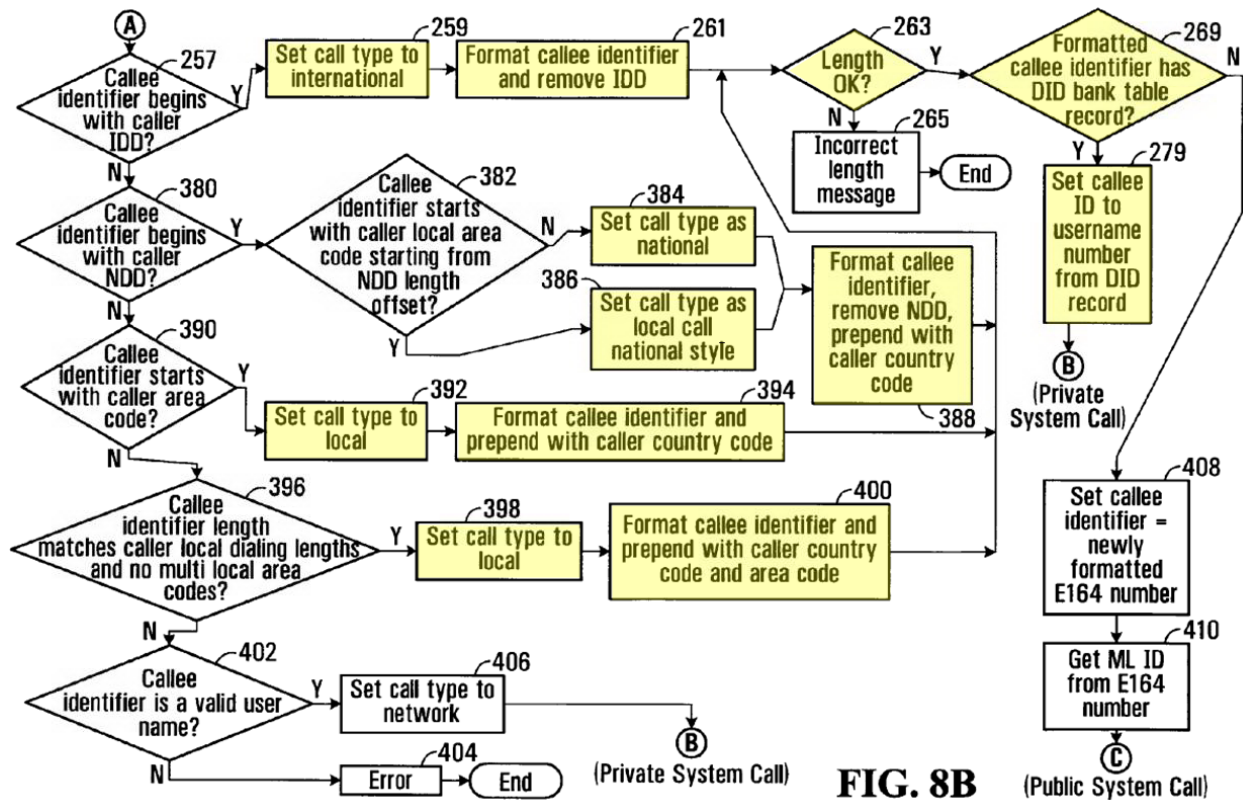 A
257
Callee
identifier begins
with caller
IDD?
Y
N
259
Set call type to
international
261
Format callee identifier
and remove IDD
263
Length
OK?
Y
N
265
Incorrect
length
message
End
269
Formatted
callee identifier has
DID bank table
record?
N
Y
279
Set callee
ID to
username
number
from DID
record
B
(Private
System Call)
380
Callee
identifier begins
with caller
NDD?
Y
N
382
Callee
identifier starts
with caller local area
code starting from
NDD length
offset?
N
Y
384
Set call type as
national
386
Set call type as
local call
national style
Format callee
identifier,
remove NDD,
prepend with
caller country
code
388
390
Callee
identifier starts
with caller area
code?
Y
N
392
Set call type to
local
394
Format callee identifier and
prepend with caller country code
396
Callee
identifier length
matches caller local dialing lengths
and no multi local area
codes?
Y
N
398
Set call type to
local
400
Format callee identifier and
prepend with caller country
code and area code
402
Callee
identifier is a valid user
name?
Y
N
406
Set call type to
network
B
(Private System Call)
404
Error
End
408
Set callee
identifier =
newly
formatted
E164 number
410
Get ML ID
from E164
number
C
(Public System Call)
FIG. 8B